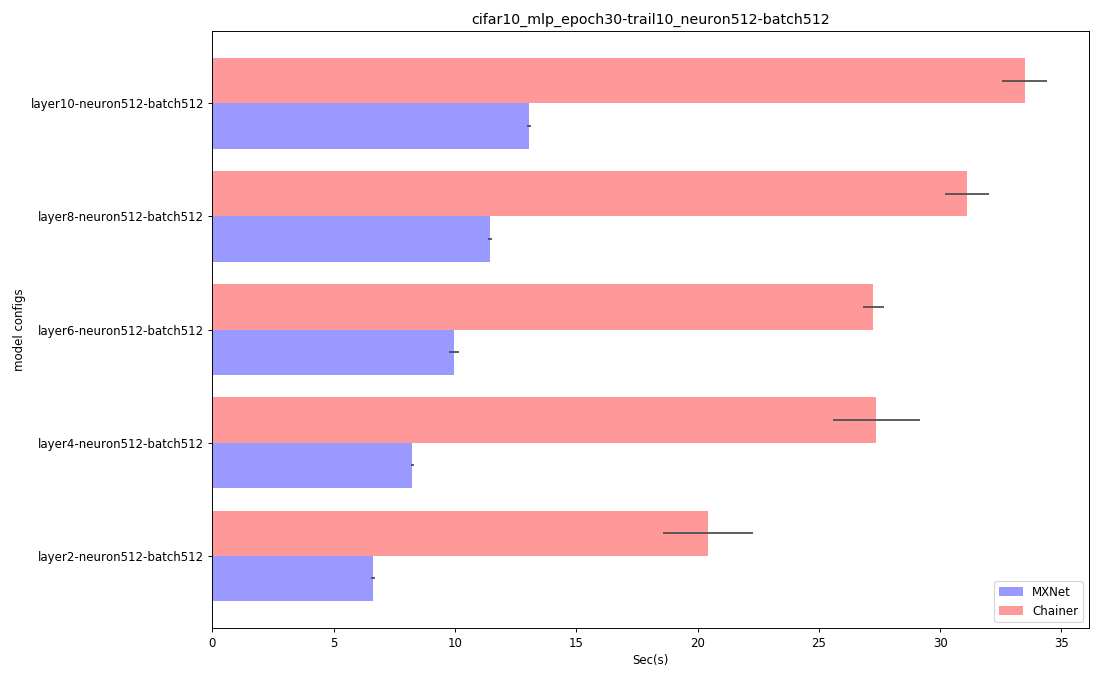 cifar10_mlp_epoch30-trail10_neuron512-batch512
model configs
layer10-neuron512-batch512
layer8-neuron512-batch512
layer6-neuron512-batch512
layer4-neuron512-batch512
layer2-neuron512-batch512
MXNet
Chainer
0 5 10 15 20 25 30 35
Sec(s)